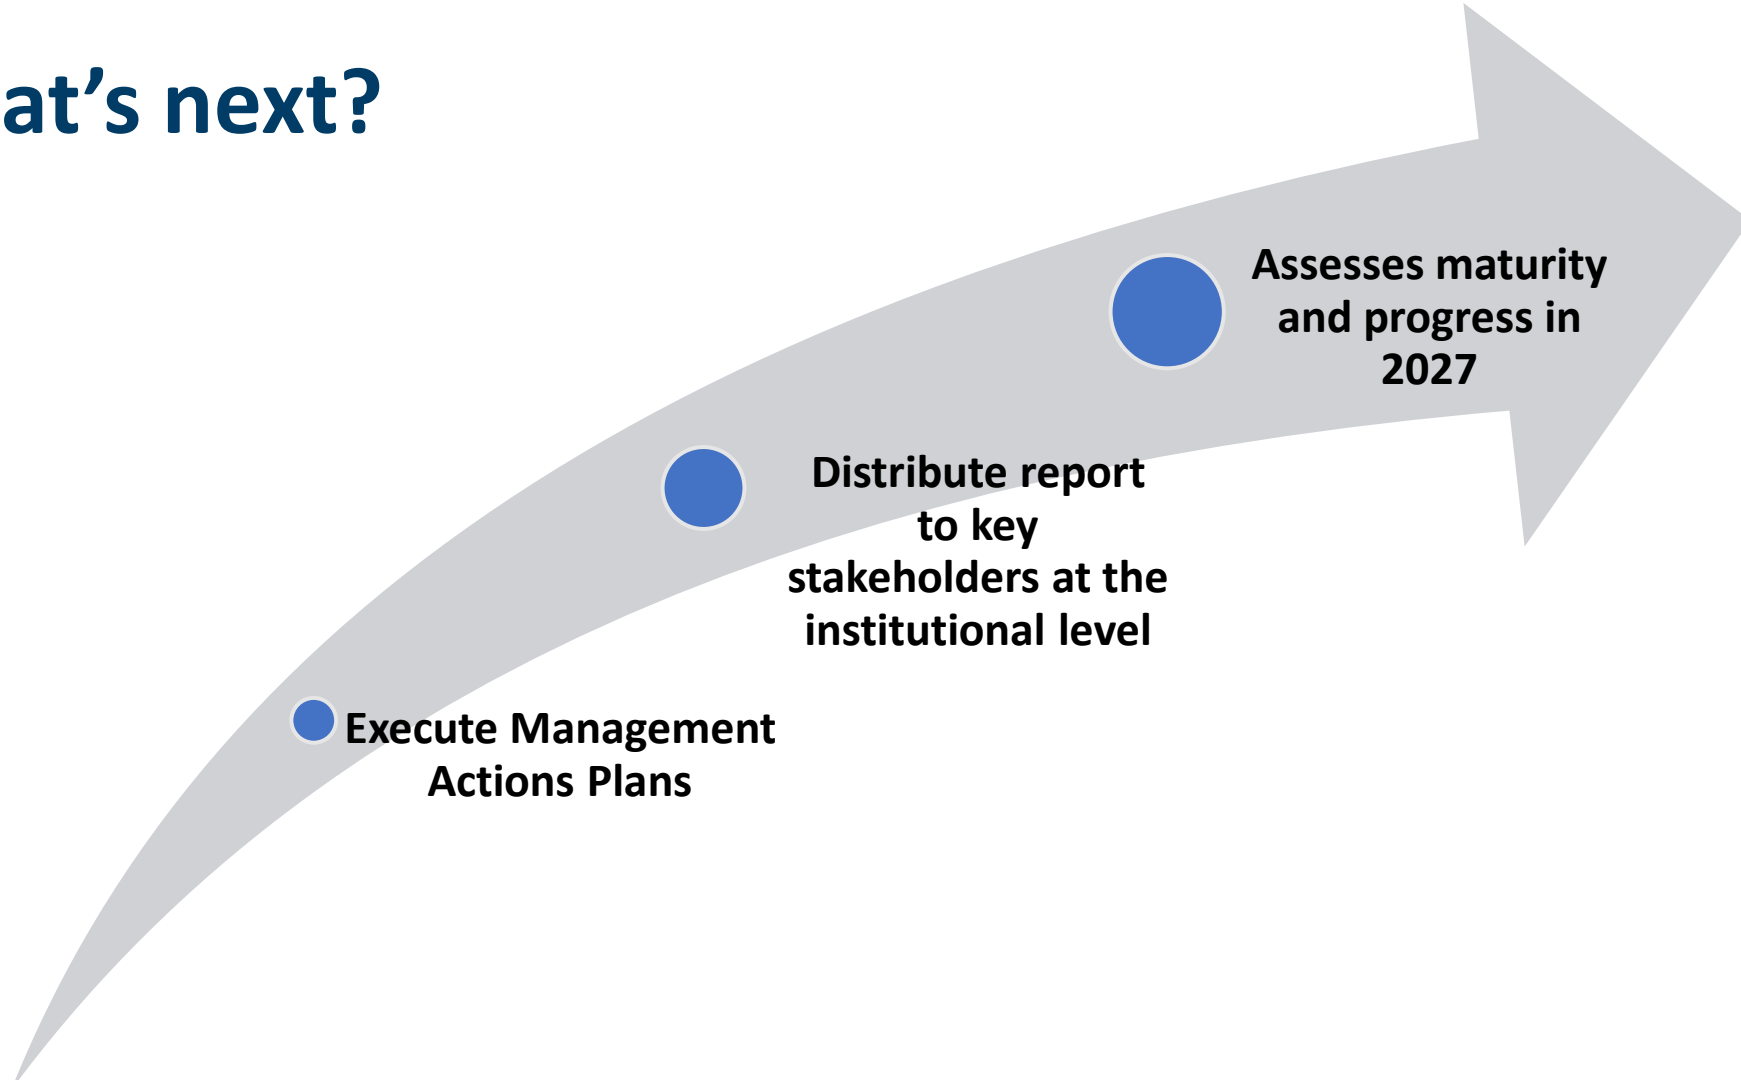 at’s next?
Assesses maturity
and progress in
2027
Distribute report
to key
stakeholders at the
institutional level
Execute Management
Actions Plans